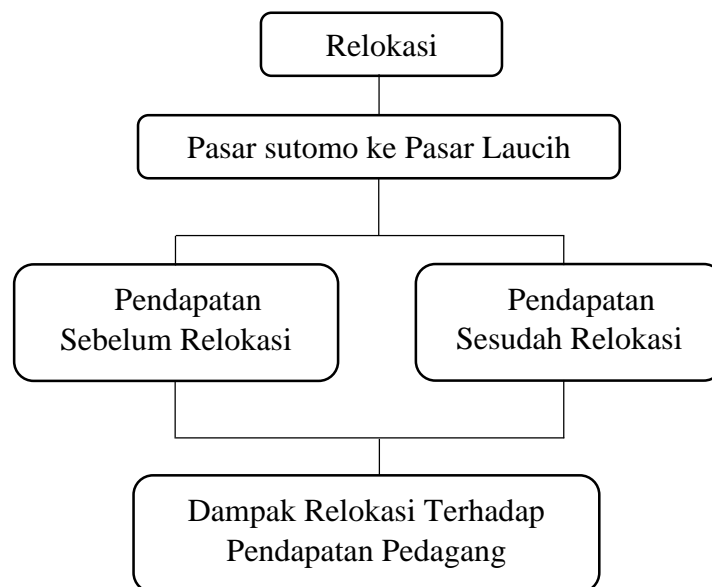 Relokasi
Pasar sutomo ke Pasar Laucih
Pendapatan
Sebelum Relokasi
Pendapatan
Sesudah Relokasi
Dampak Relokasi Terhadap
Pendapatan Pedagang